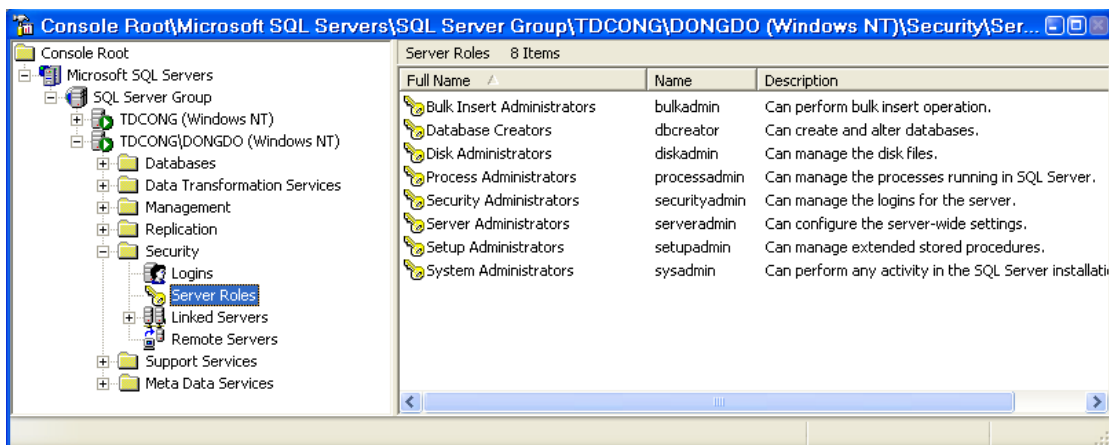 Console Root\Microsoft SQL Servers\SQL Server Group\TDCONG\DONGDO (Windows NT)\Security\Ser...
Console Root
Microsoft SQL Servers
SQL Server Group
TDCONG (Windows NT)
TDCONG\DONGDO (Windows NT)
Databases
Data Transformation Services
Management
Replication
Security
Logins
Server Roles
Linked Servers
Remote Servers
Support Services
Meta Data Services
Server Roles 8 Items
Full Name Name Description
Bulk Insert Administrators bulkadmin Can perform bulk insert operation.
Database Creators dbcreator Can create and alter databases.
Disk Administrators diskadmin Can manage the disk files.
Process Administrators processadmin Can manage the processes running in SQL Server.
Security Administrators securityadmin Can manage the logins for the server.
Server Administrators serveradmin Can configure the server-wide settings.
Setup Administrators setupadmin Can manage extended stored procedures.
System Administrators sysadmin Can perform any activity in the SQL Server installati